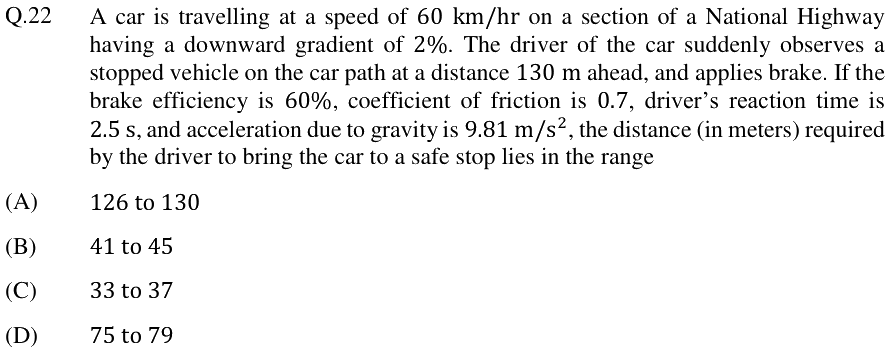 Q.22 A car is travelling at a speed of 60 km/hr on a section of a National Highway
having a downward gradient of 2%. The driver of the car suddenly observes a
stopped vehicle on the car path at a distance 130 m ahead, and applies brake. If the
brake efficiency is 60%, coefficient of friction is 0.7, driver's reaction time is
2.5 s, and acceleration due to gravity is 9.81 m/s², the distance (in meters) required
by the driver to bring the car to a safe stop lies in the range
(A) 126 to 130
(B) 41 to 45
(C) 33 to 37
(D) 75 to 79